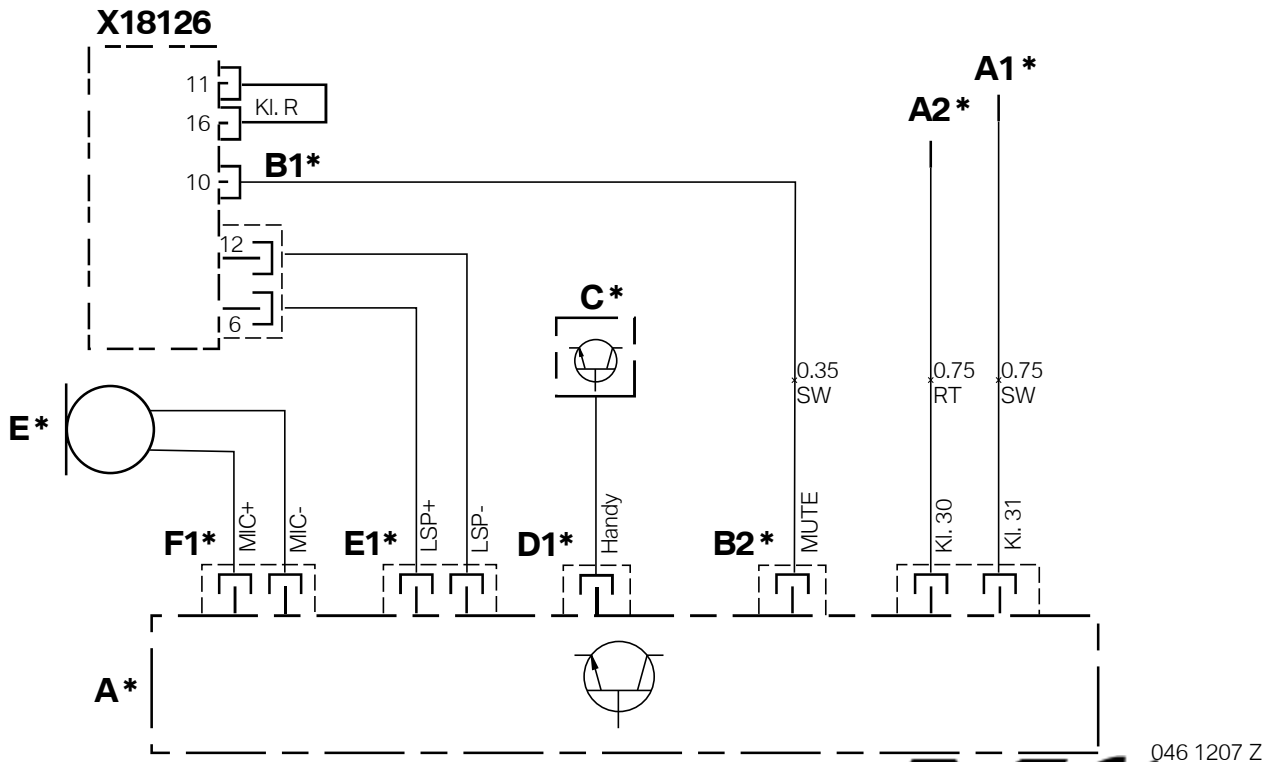 X18126
11
Kl. R
16
B1*
10
12
6
A1*
A2*
C*
0.35
SW
0.75
RT
0.75
SW
E*
F1*
MIC+
MIC-
E1*
LSP+
LSP-
D1*
Handy
B2*
MUTE
Kl. 30
Kl. 31
A*
046 1207 Z